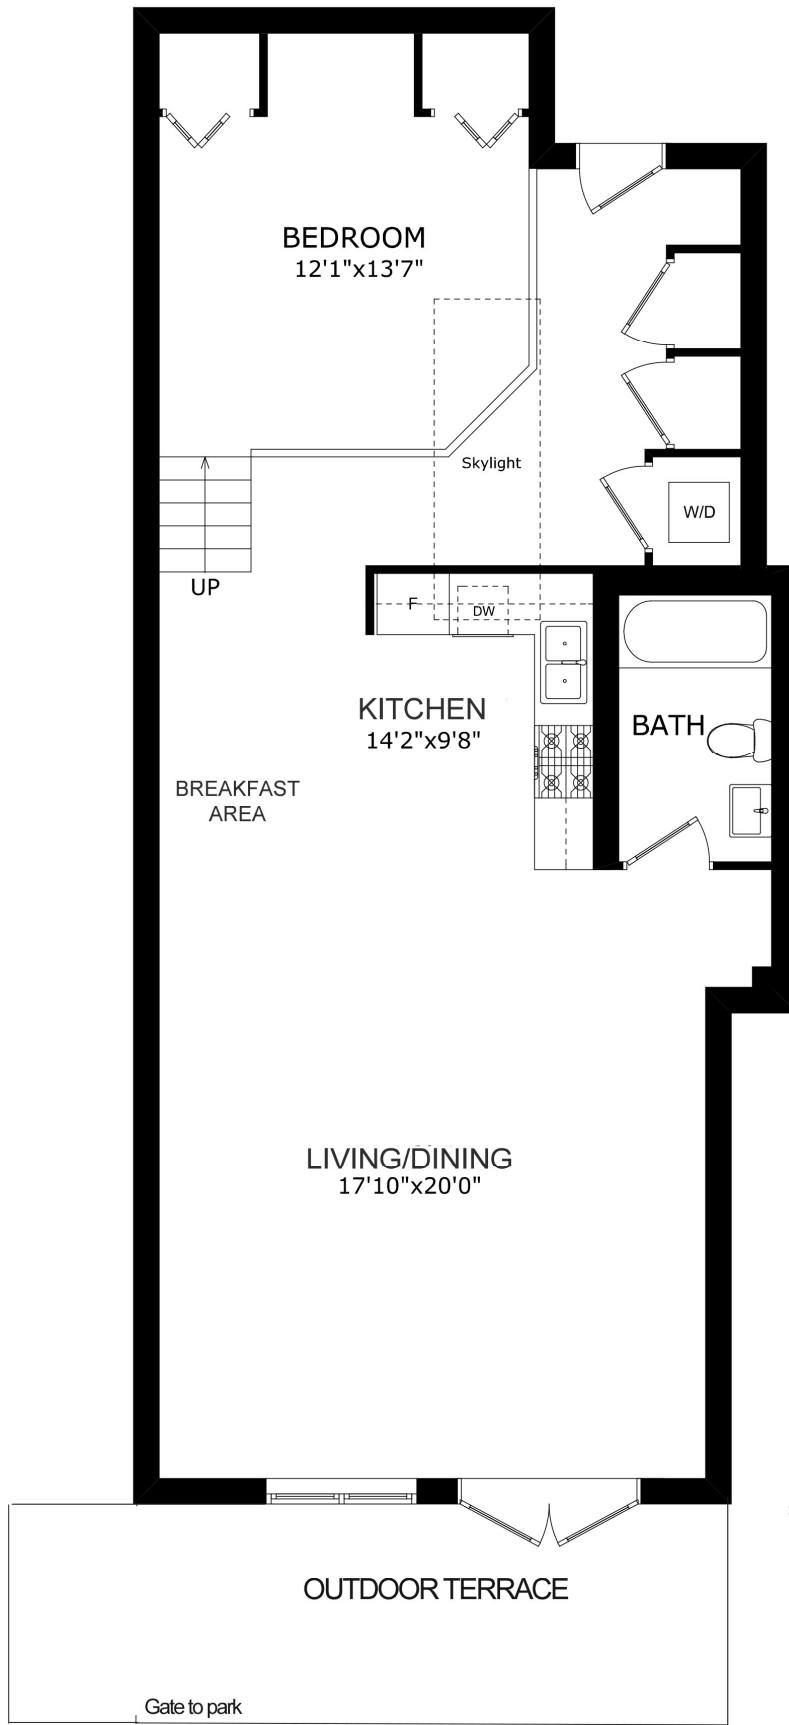 BEDROOM
12'1"x13'7"
Skylight
W/D
UP
F
DW
KITCHEN
14'2"x9'8"
BATH
BREAKFAST
AREA
LIVING/DINING
17'10"x20'0"
OUTDOOR TERRACE
Gate to park